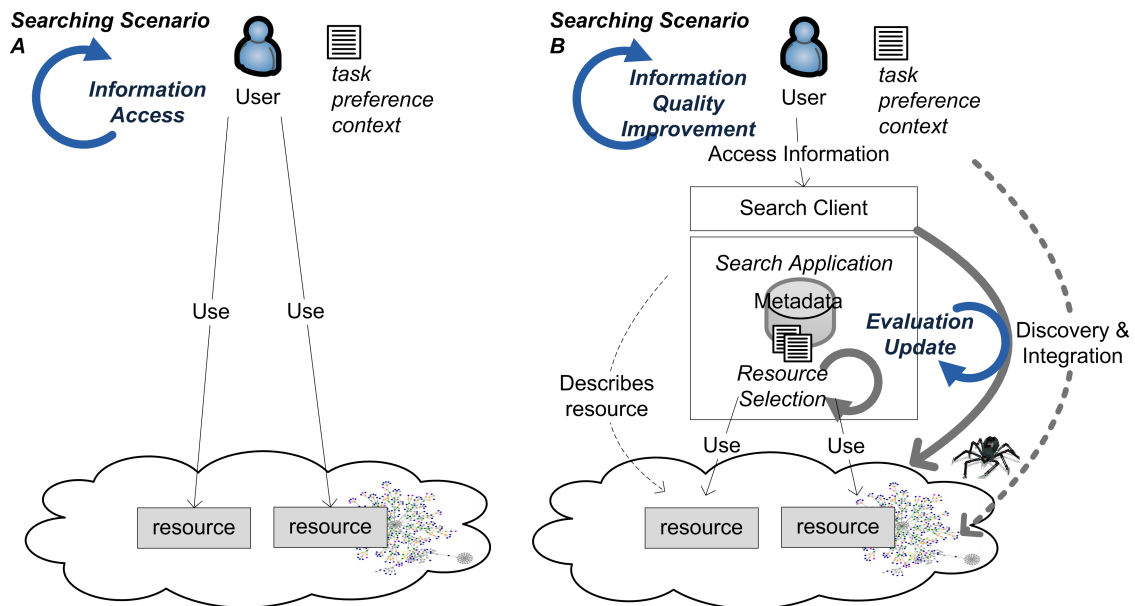 Searching Scenario
A
Information
Access
User
task
preference
context
Use
Use
resource
resource
Searching Scenario
B
Information
Quality
Improvement
User
task
preference
context
Access Information
Search Client
Search Application
Metadata
Evaluation
Update
Discovery &
Integration
Resource
Selection
Describes
resource
Use
Use
resource
resource